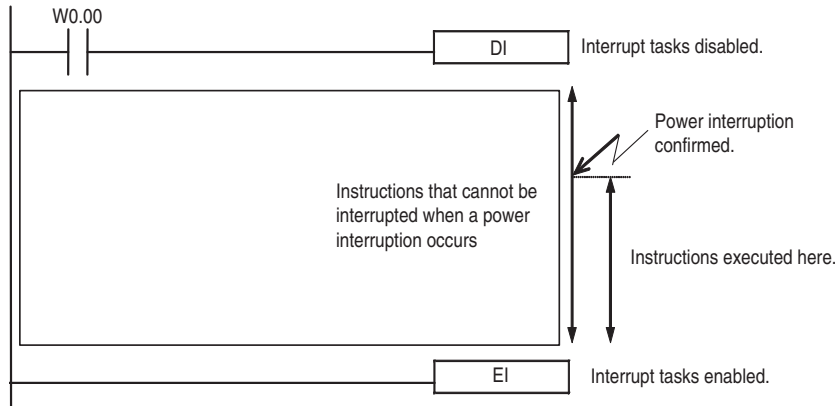 W0.00
DI
Interrupt tasks disabled.
Power interruption
confirmed.
Instructions that cannot be
interrupted when a power
interruption occurs
Instructions executed here.
EI
Interrupt tasks enabled.